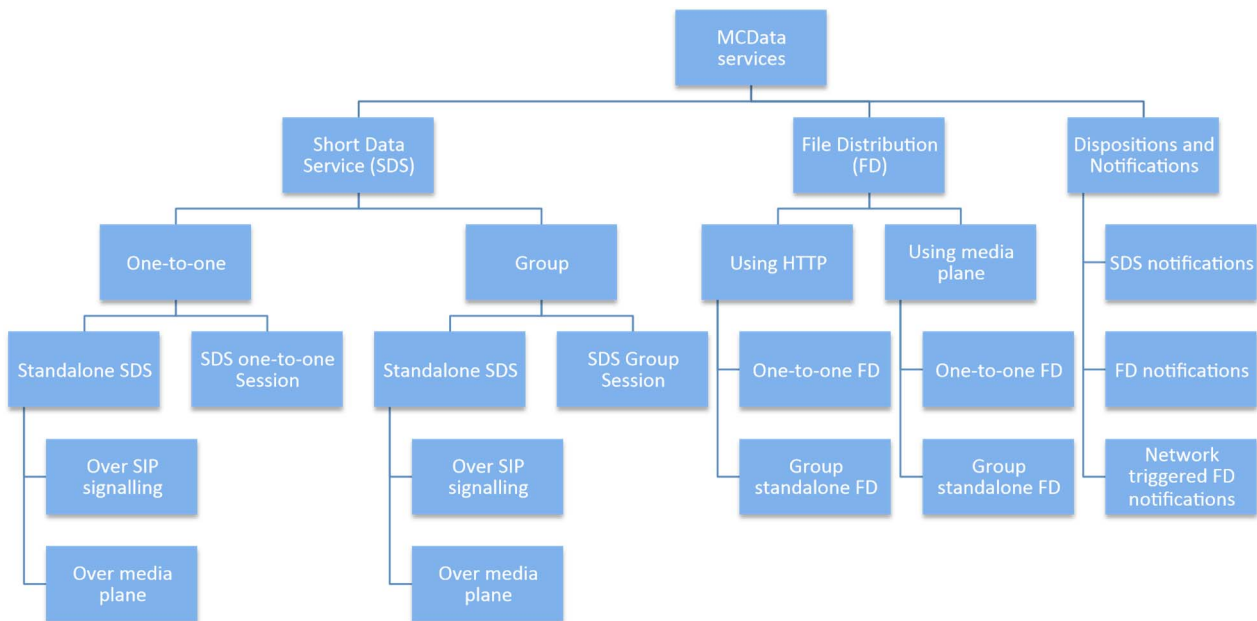 MCData
services
Short Data
Service (SDS)
File Distribution
(FD)
Dispositions and
Notifications
One-to-one
Group
Using HTTP
Using media
plane
SDS notifications
Standalone SDS
SDS one-to-one
Session
Standalone SDS
SDS Group
Session
One-to-one FD
One-to-one FD
FD notifications
Over SIP
signalling
Over SIP
signalling
Group
standalone FD
Group
standalone FD
Network
triggered FD
notifications
Over media
plane
Over media
plane